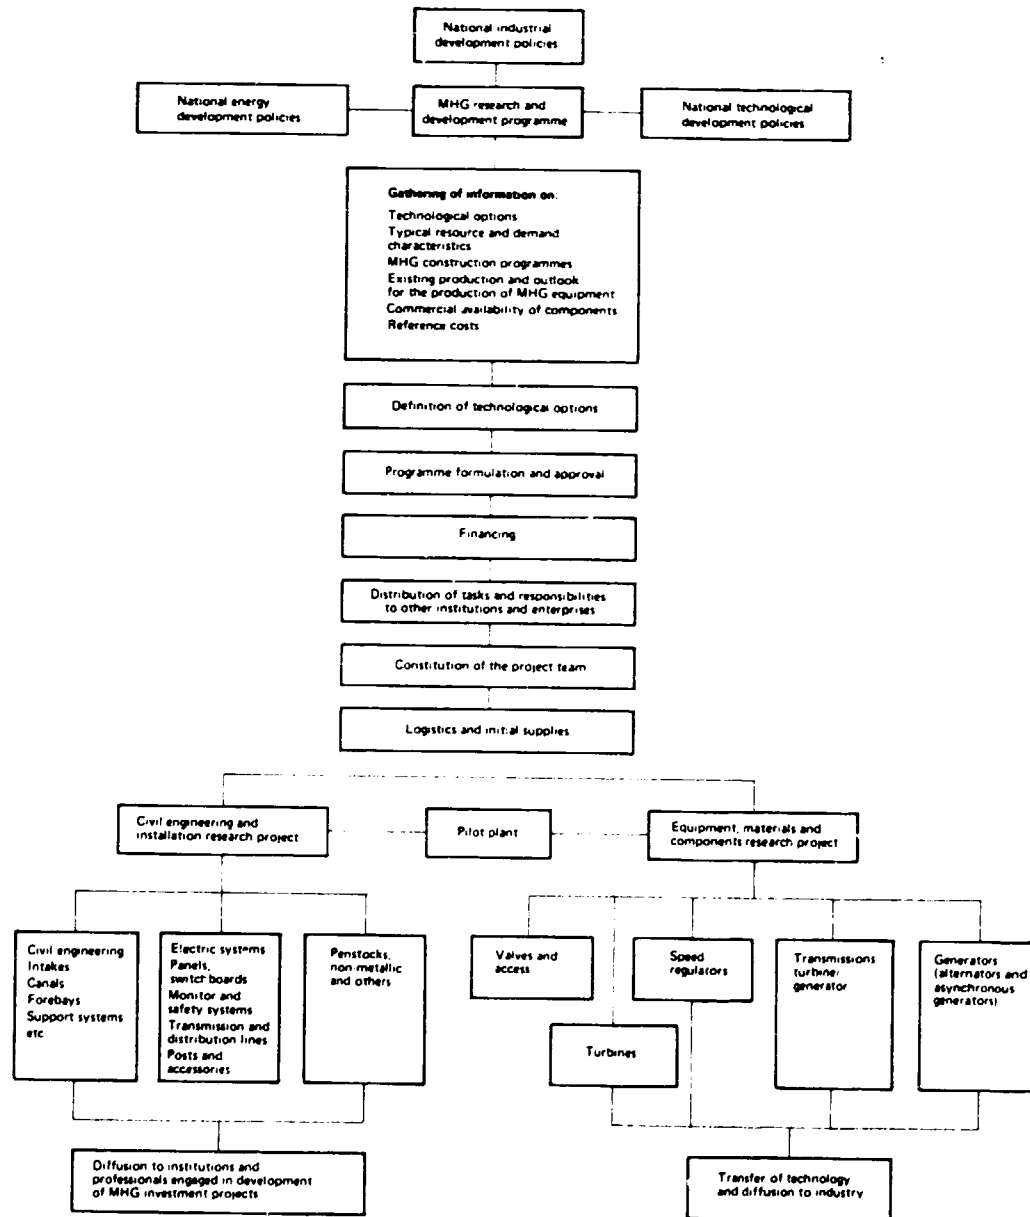 National industrial
development policies
National energy
development policies
MHG research and
development programme
National technological
development policies
Gathering of information on:
Technological options
Typical resource and demand
characteristics
MHG construction programmes
Existing production and outlook
for the production of MHG equipment
Commercial availability of components
Reference costs
Definition of technological options
Programme formulation and approval
Financing
Distribution of tasks and responsibilities
to other institutions and enterprises
Constitution of the project team
Logistics and initial supplies
Civil engineering and
installation research project
Pilot plant
Equipment, materials and
components research project
Civil engineering
Intakes
Canals
Forebays
Support systems
etc
Electric systems
Panels,
switchboards
Monitor and
safety systems
Transmission and
distribution lines
Posts and
accessories
Penstocks,
non-metallic
and others
Valves and
access
Turbines
Speed
regulators
Transmissions
turbine/
generator
Generators
(alternators and
asynchronous
generators)
Diffusion to institutions and
professionals engaged in development
of MHG investment projects
Transfer of technology
and diffusion to industry